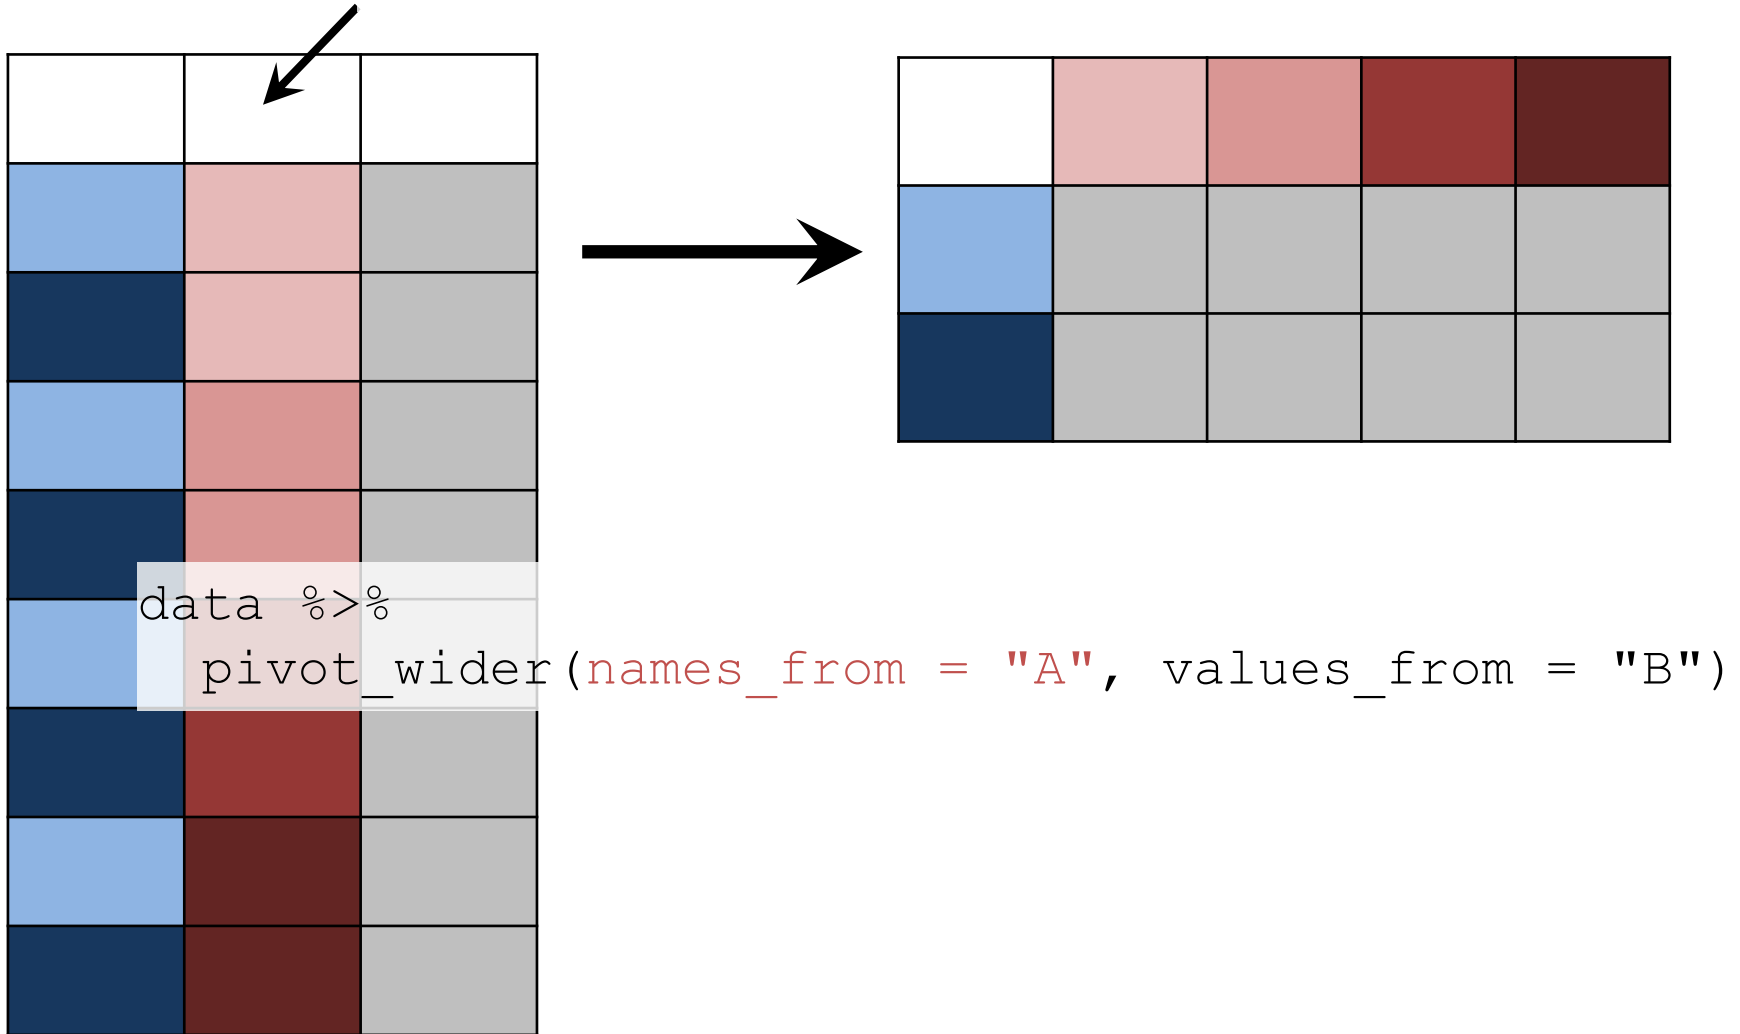 data %>%
pivot_wider(names_from = "A", values_from = "B")